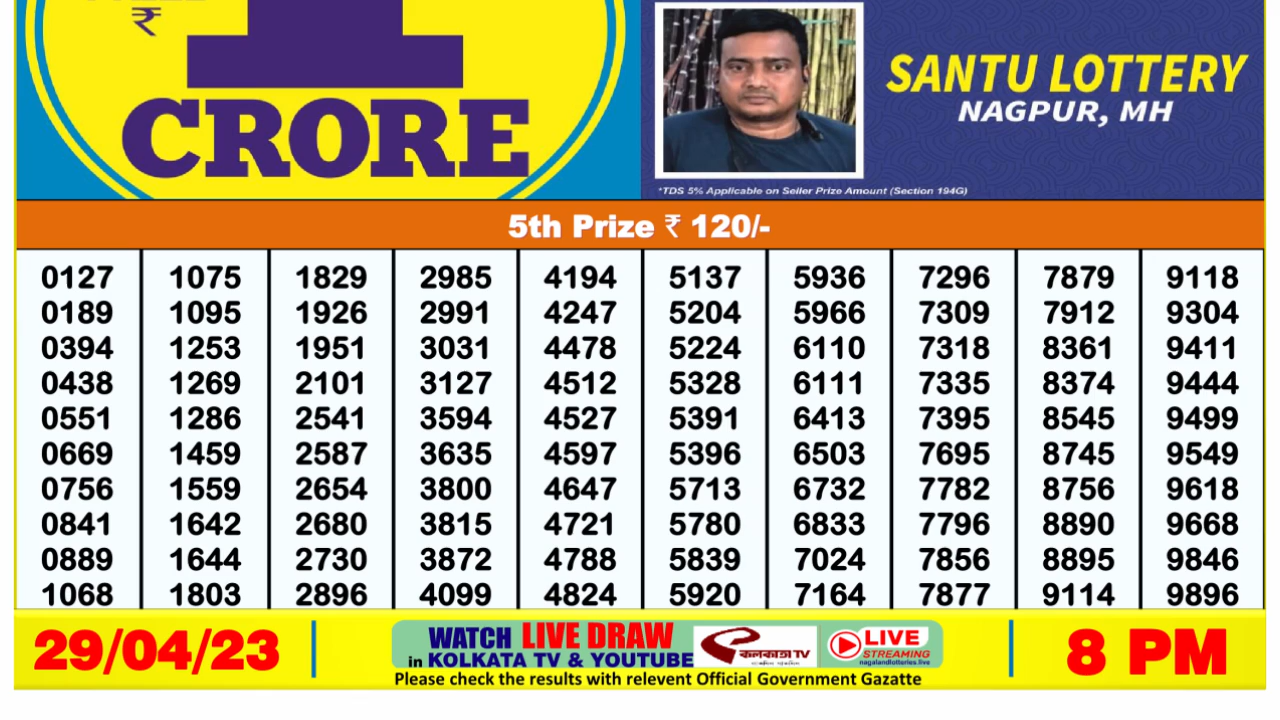 ₹
1
CRORE
SANTU LOTTERY
NAGPUR, MH
*TDS 5% Applicable on Seller Prize Amount (Section 194G)
5th Prize ₹ 120/-
0127 1075 1829 2985 4194 5137 5936 7296 7879 9118
0189 1095 1926 2991 4247 5204 5966 7309 7912 9304
0394 1253 1951 3031 4478 5224 6110 7318 8361 9411
0438 1269 2101 3127 4512 5328 6111 7335 8374 9444
0551 1286 2541 3594 4527 5391 6413 7395 8545 9499
0669 1459 2587 3635 4597 5396 6503 7695 8745 9549
0756 1559 2654 3800 4647 5713 6732 7782 8756 9618
0841 1642 2680 3815 4721 5780 6833 7796 8890 9668
0889 1644 2730 3872 4788 5839 7024 7856 8895 9846
1068 1803 2896 4099 4824 5920 7164 7877 9114 9896
29/04/23
WATCH LIVE DRAW
in KOLKATA TV & YOUTUBE
কলকাতা TV
LIVE
STREAMING
nagalandlotteries.live
Please check the results with relevent Official Government Gazatte
8 PM